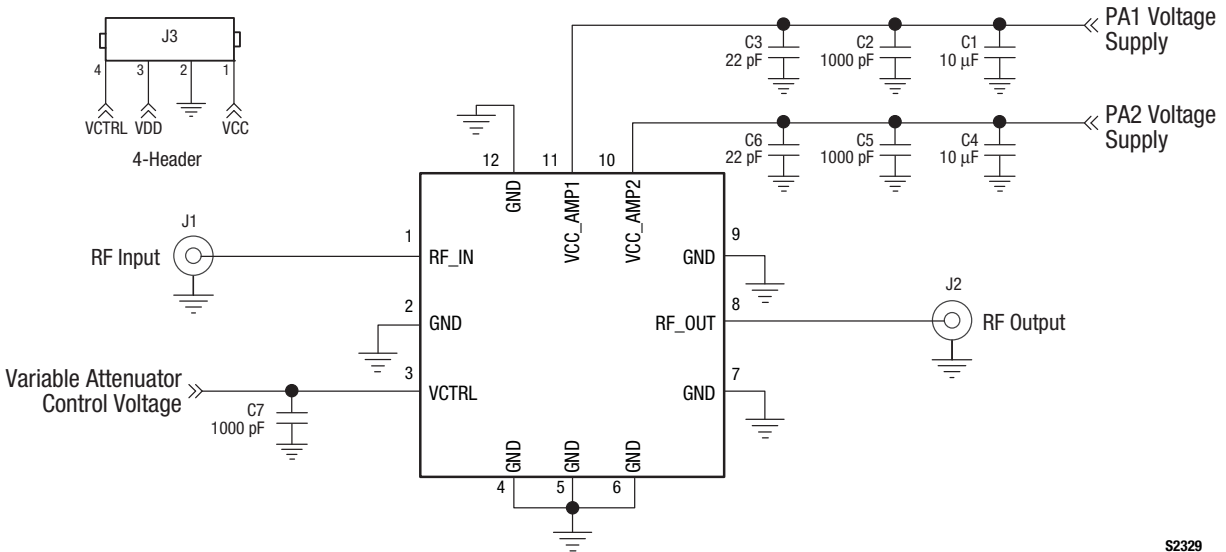 J3
4 3 2 1
VCTRL VDD VCC
4-Header
PA1 Voltage
Supply
C3
22 pF
C2
1000 pF
C1
10 µF
PA2 Voltage
Supply
C6
22 pF
C5
1000 pF
C4
10 µF
12 11 10
GND
VCC_AMP1
VCC_AMP2
J1
RF Input
1
RF_IN
9
GND
2
GND
8
RF_OUT
J2
RF Output
Variable Attenuator
Control Voltage
3
VCTRL
7
GND
C7
1000 pF
GND GND GND
4 5 6
S2329